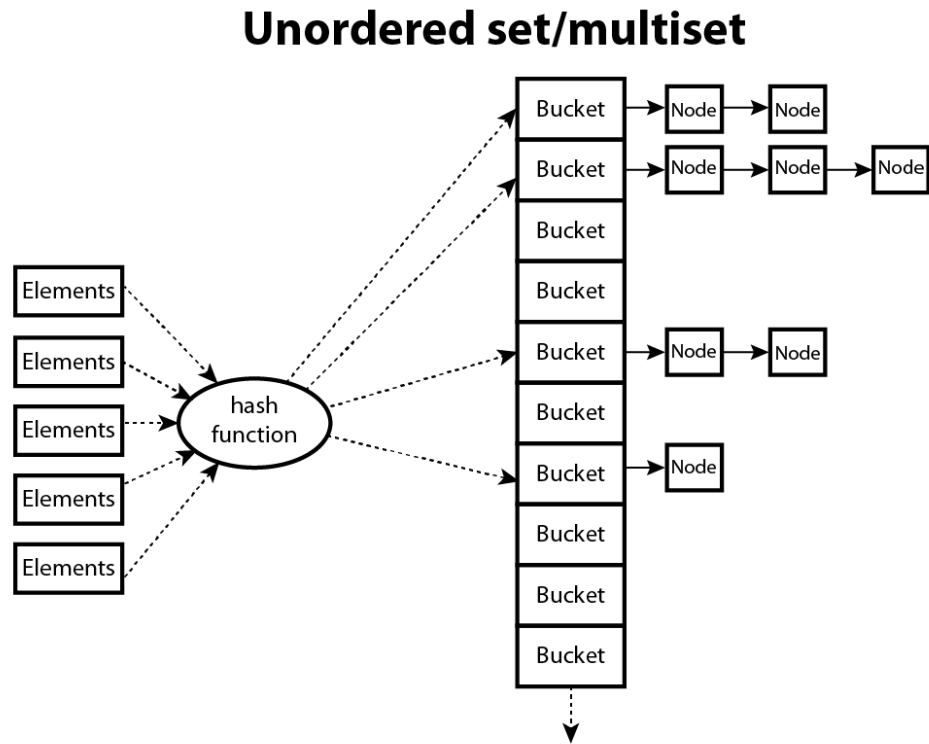 Unordered set/multiset
Bucket Node Node
Bucket Node Node Node
Bucket
Elements Bucket
Elements Bucket Node Node
hash
function
Elements Bucket
Elements Bucket Node
Bucket
Elements Bucket
Bucket